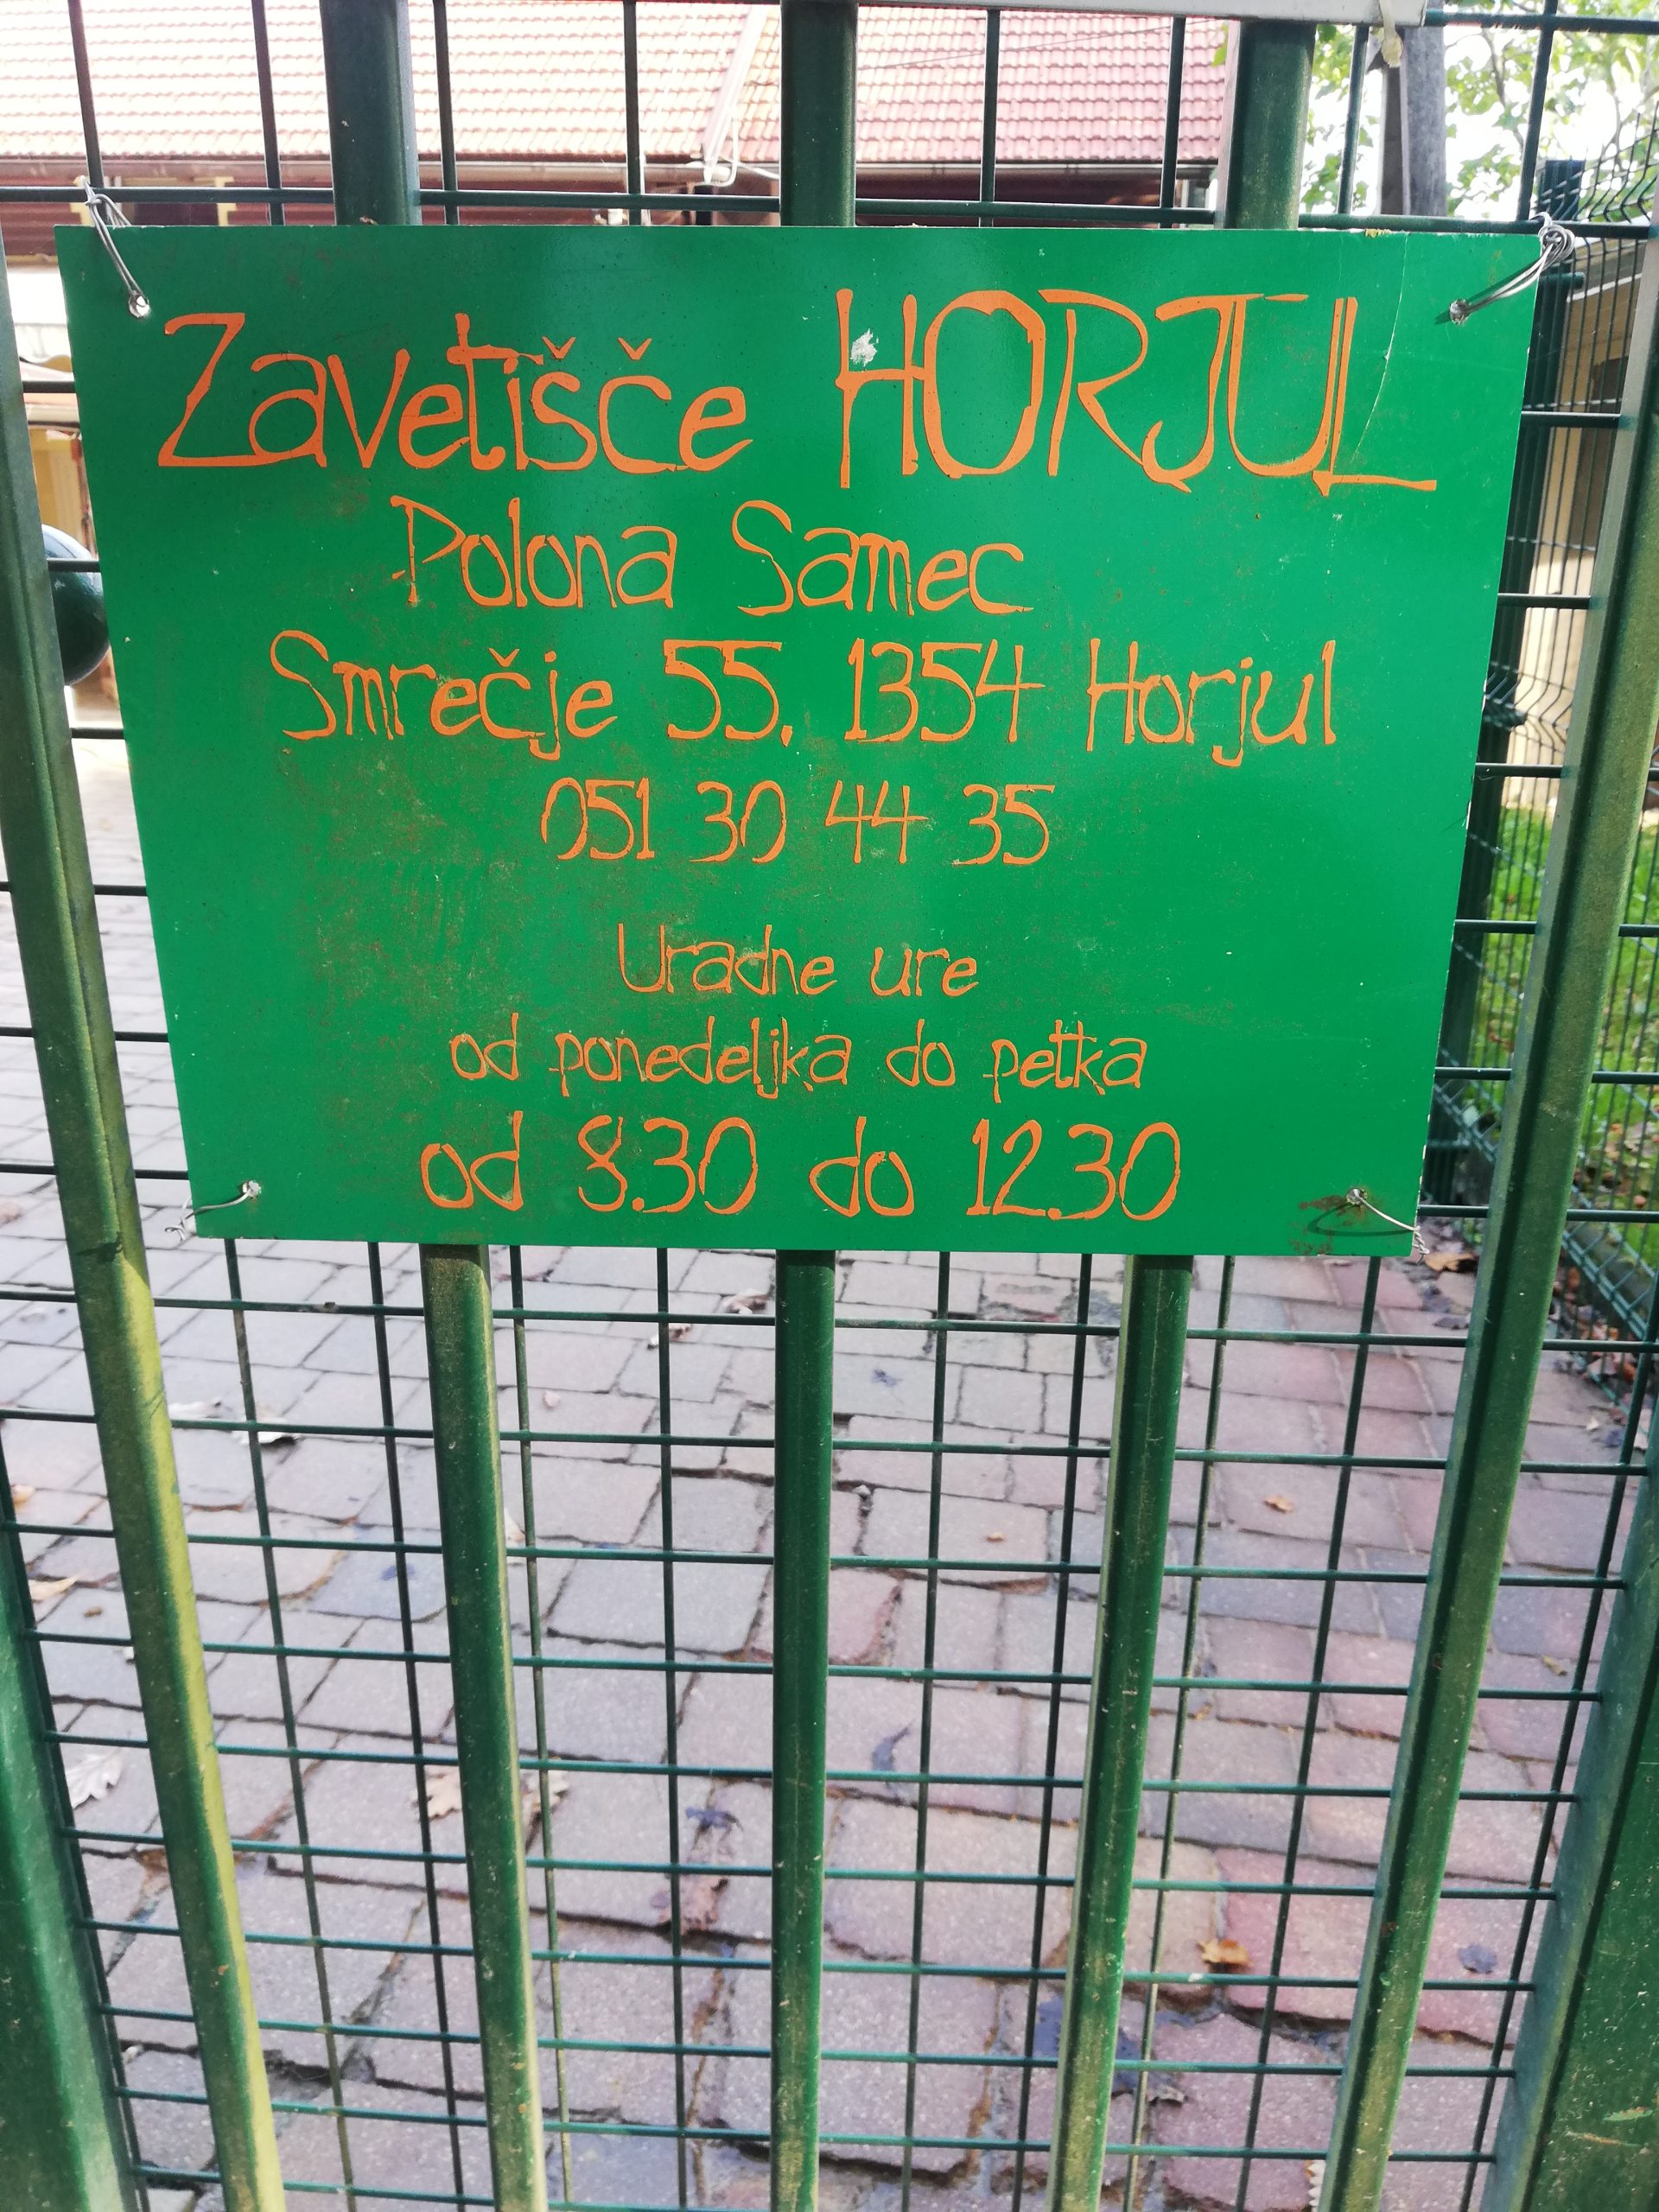 Zavetišče HORJUL
Polona Samec
Smrečje 55, 1354 Horjul
051 30 44 35
Uradne ure
od ponedeljka do petka
od 8.30 do 12.30